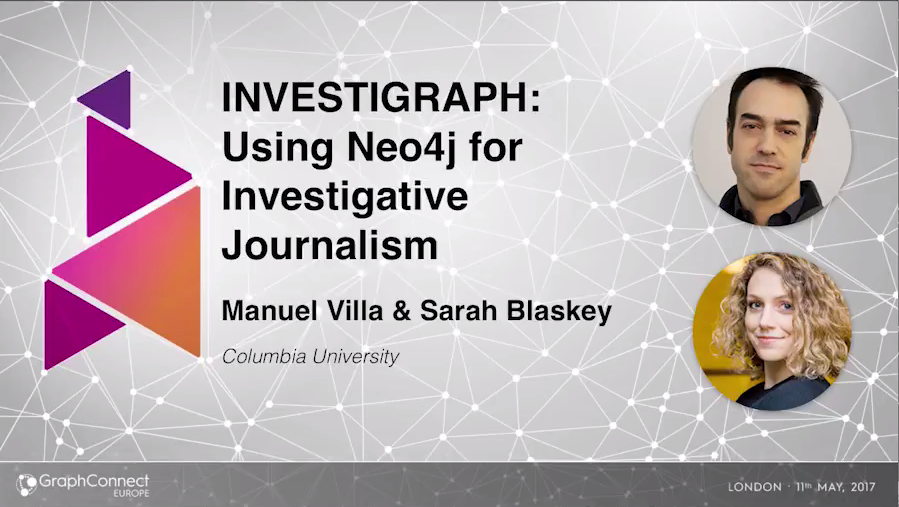 INVESTIGRAPH:
Using Neo4j for
Investigative
Journalism
Manuel Villa & Sarah Blaskey
Columbia University
GraphConnect
EUROPE
LONDON · 11th MAY, 2017